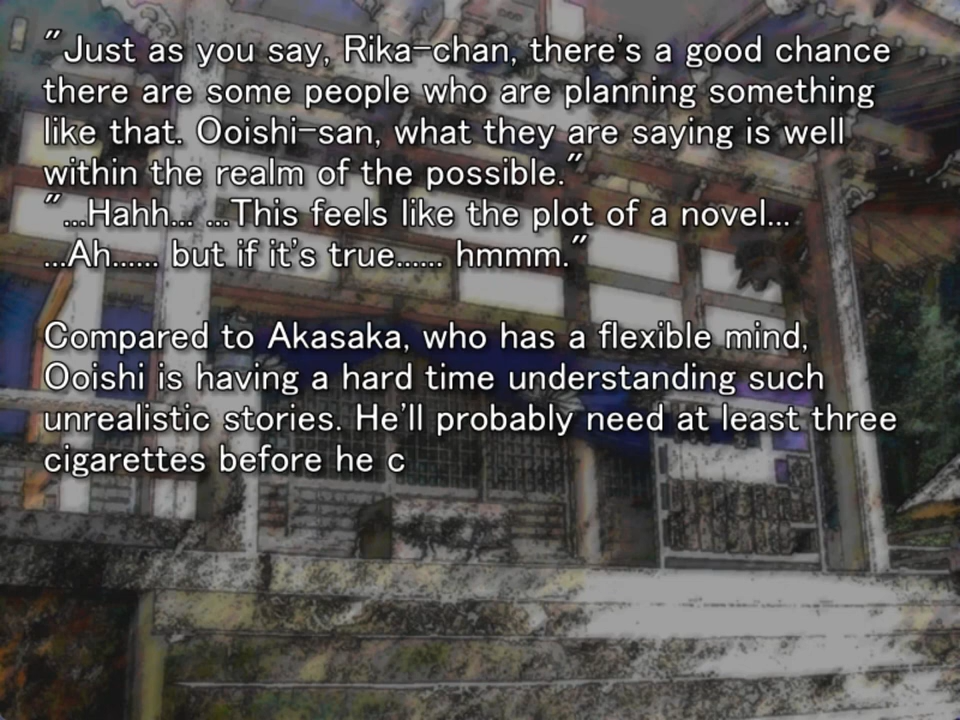 "Just as you say, Rika-chan, there's a good chance
there are some people who are planning something
like that. Ooishi-san, what they are saying is well
within the realm of the possible."
"...Hahh... ...This feels like the plot of a novel...
...Ah...... but if it's true...... hmmm."
Compared to Akasaka, who has a flexible mind,
Ooishi is having a hard time understanding such
unrealistic stories. He'll probably need at least three
cigarettes before he c